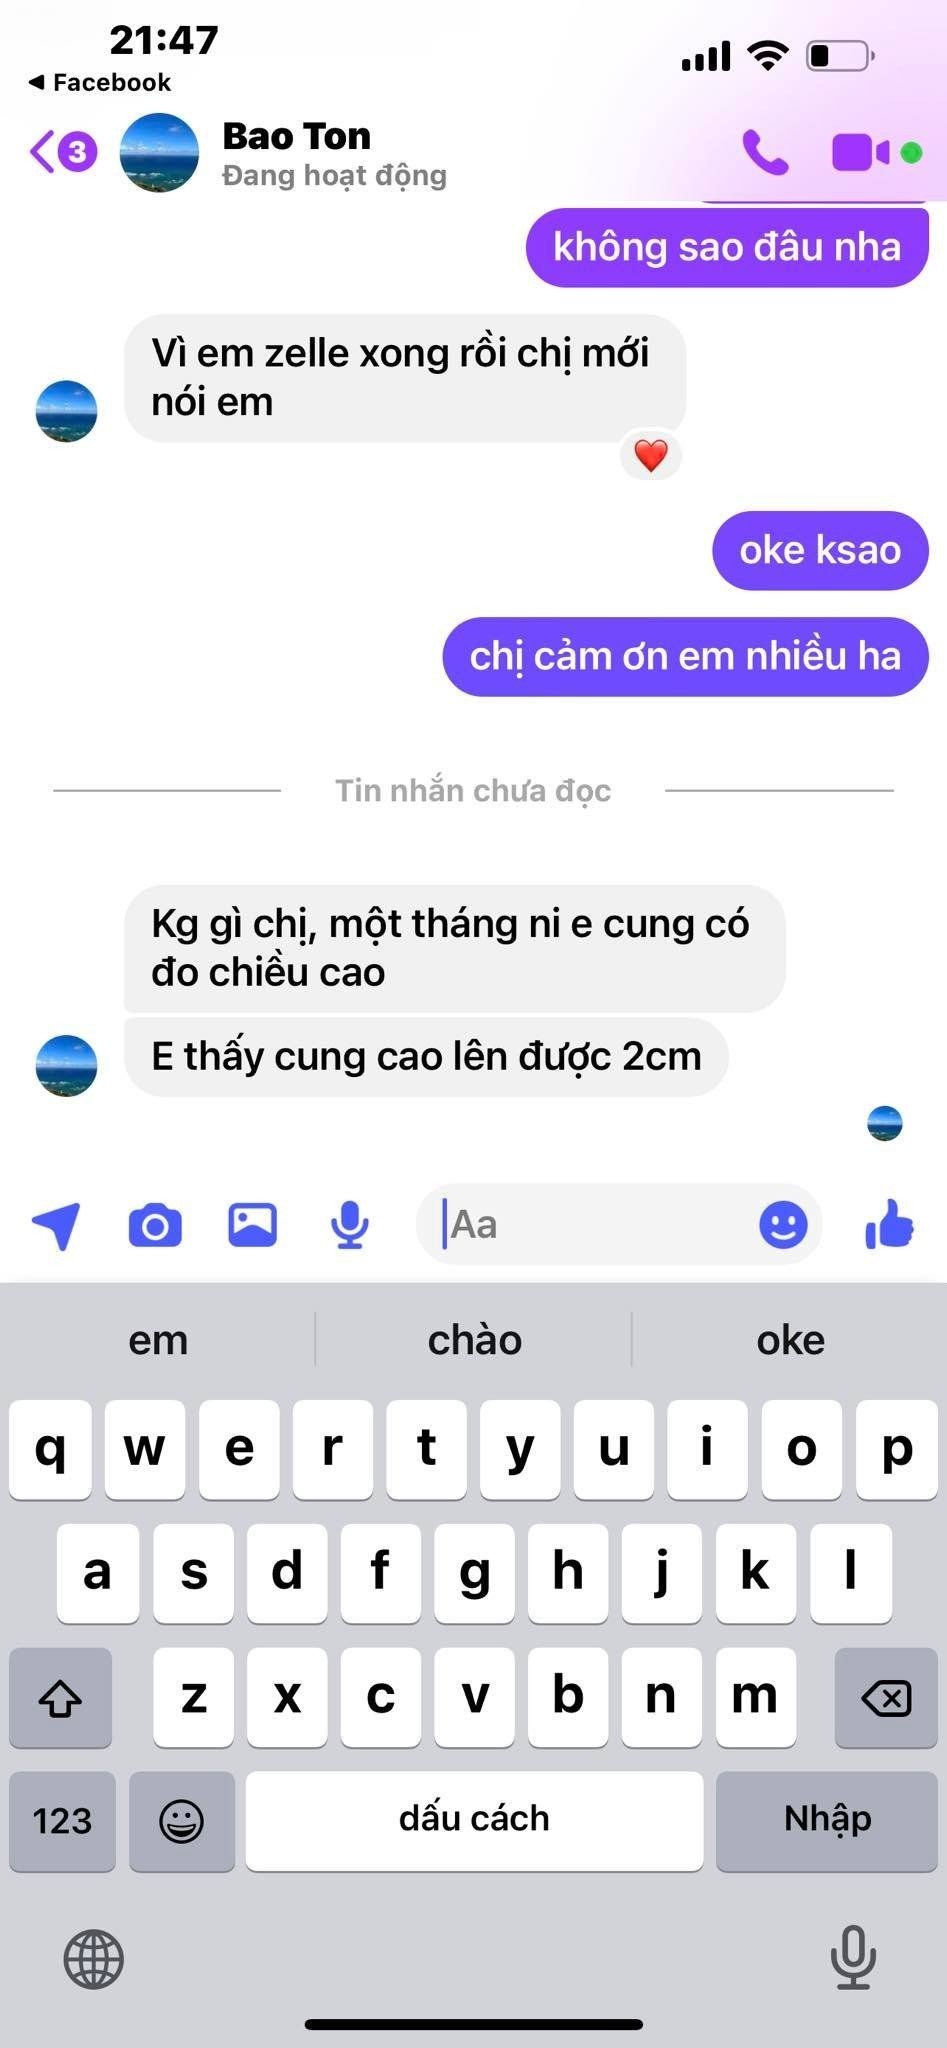 21:47
◀ Facebook
3
Bao Ton
Đang hoạt động
không sao đâu nha
Vì em zelle xong rồi chị mới
nói em
oke ksao
chị cảm ơn em nhiều ha
Tin nhắn chưa đọc
Kg gì chị, một tháng ni e cung có
đo chiều cao
E thấy cung cao lên được 2cm
Aa
em chào oke
q w e r t y u i o p
a s d f g h j k l
z x c v b n m
123 dấu cách Nhập